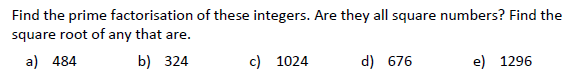 Find the prime factorisation of these integers. Are they all square numbers? Find the
square root of any that are.
a) 484 b) 324 c) 1024 d) 676 e) 1296